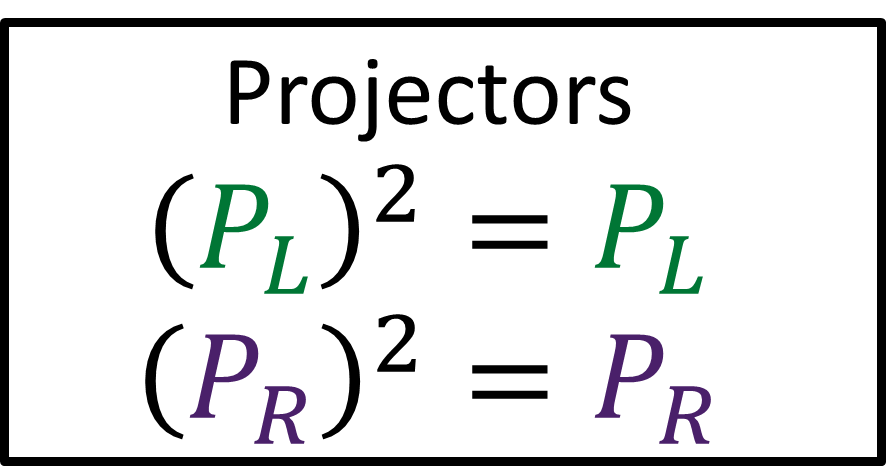 Projectors
(P_L)² = P_L
(P_R)² = P_R